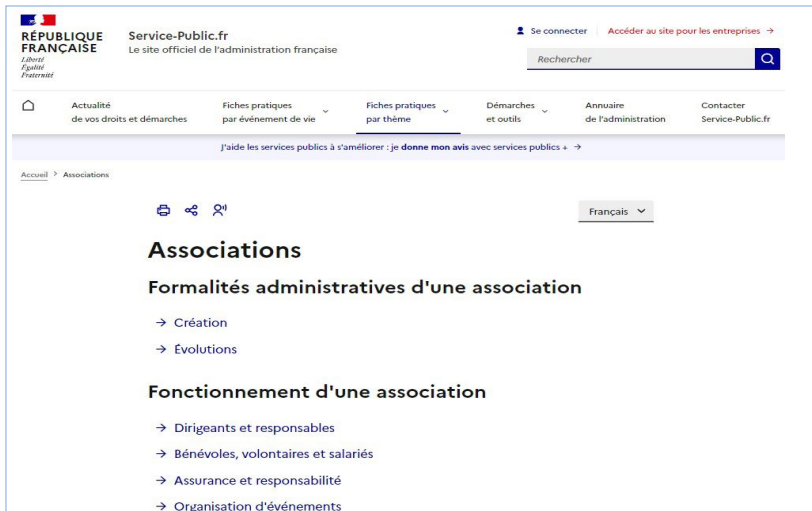 RÉPUBLIQUE
FRANÇAISE
Liberté
Égalité
Fraternité
Service-Public.fr
Le site officiel de l'administration française
Se connecter
Accéder au site pour les entreprises →
Rechercher
Actualité
de vos droits et démarches
Fiches pratiques
par événement de vie
Fiches pratiques
par thème
Démarches
et outils
Annuaire
de l'administration
Contacter
Service-Public.fr
J'aide les services publics à s'améliorer : je donne mon avis avec services publics + →
Accueil > Associations
Français
Associations
Formalités administratives d'une association
→ Création
→ Évolutions
Fonctionnement d'une association
→ Dirigeants et responsables
→ Bénévoles, volontaires et salariés
→ Assurance et responsabilité
→ Organisation d'événements